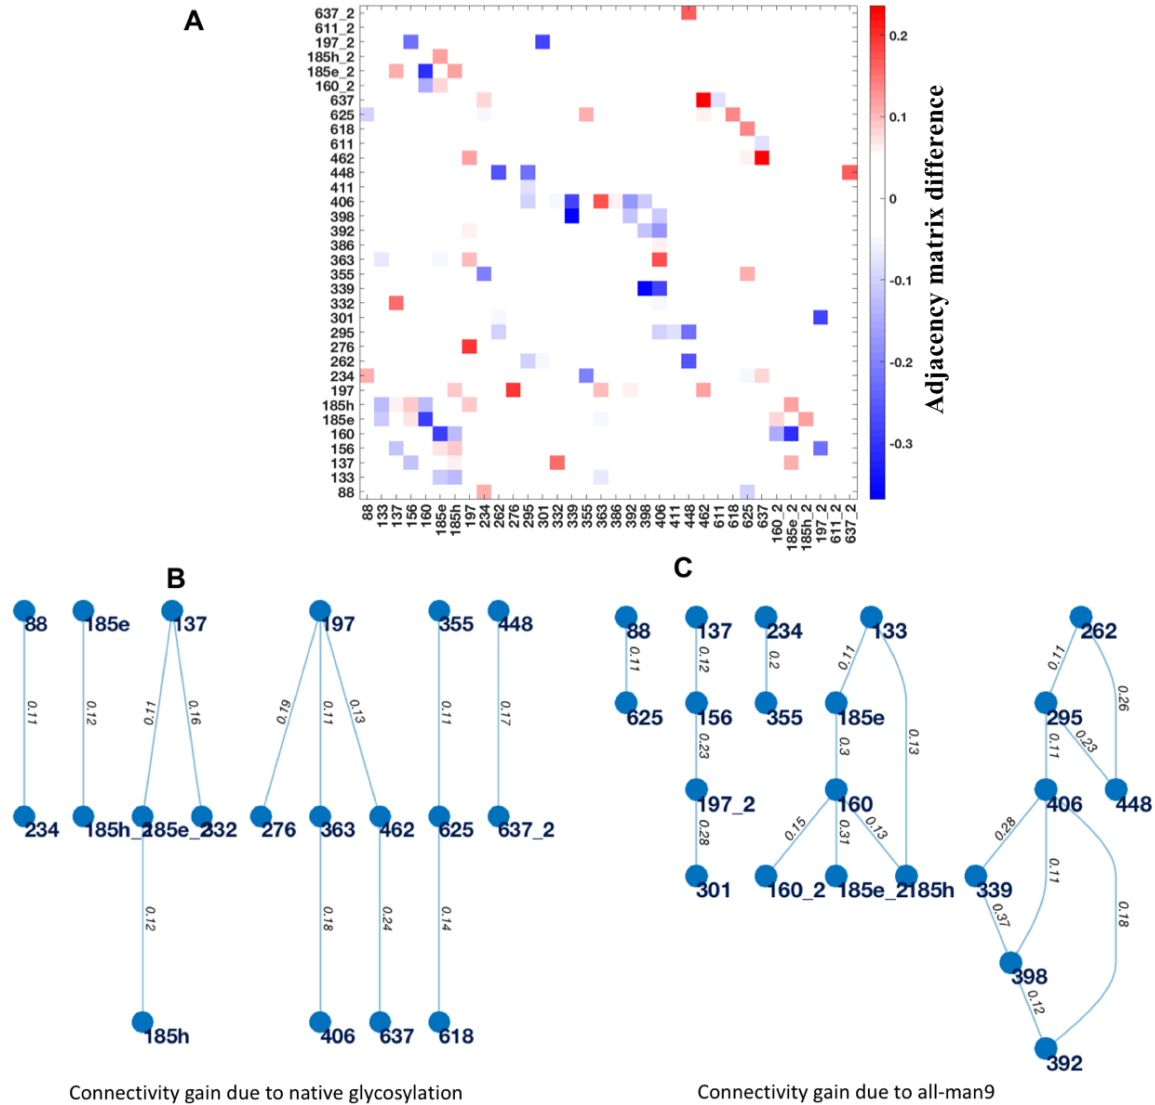 A
637_2
611_2
197_2
185h_2
185e_2
160_2
637
625
618
611
462
448
411
406
398
392
386
363
355
339
332
301
295
276
262
234
197
185h
185e
160
156
137
133
88
88 133 137 156 160 185e 185h 197 234 262 276 295 301 332 339 355 363 386 392 398 406 411 448 462 611 618 625 637 160_2 185e_2 185h_2 197_2 611_2 637_2
0.2
0.1
0
-0.1
-0.2
-0.3
Adjacency matrix difference
B
88 185e 137 197 355 448
0.11 0.12 0.11 0.16 0.19 0.11 0.13 0.11 0.17
234 185h_2 185e_2 332 276 363 462 625 637_2
0.12 0.18 0.24 0.14
185h 406 637 618
Connectivity gain due to native glycosylation
C
88 137 234 133 262
0.11 0.12 0.2 0.11 0.11 0.26
625 156 355 185e 295
0.23 0.3 0.13 0.11 0.23
197_2 160 406 448
0.28 0.15 0.31 0.13 0.28 0.11 0.18
301 160_2 185e_2 185h 339
0.37
398
0.12
392
Connectivity gain due to all-man9